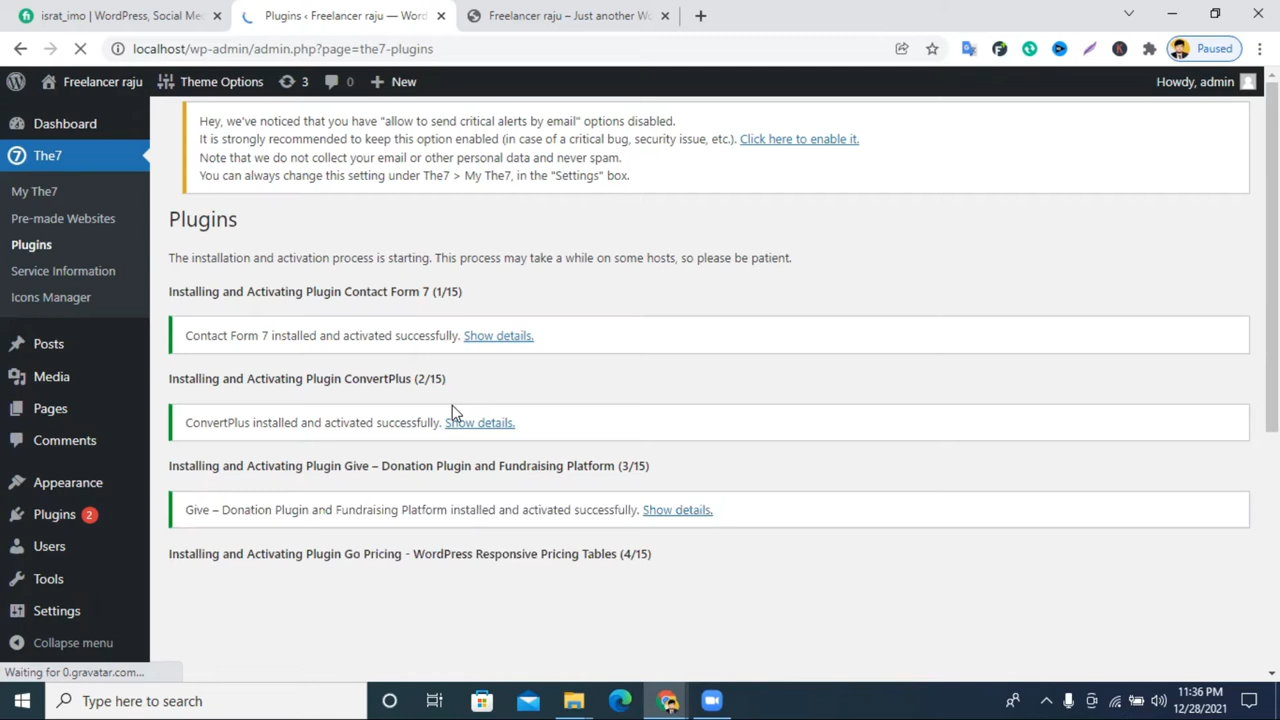 israt_imo | WordPress, Social Me
Plugins ‹ Freelancer raju — Word
Freelancer raju – Just another W
localhost/wp-admin/admin.php?page=the7-plugins
Paused
Freelancer raju
Theme Options
3
0
New
Howdy, admin
Dashboard
The7
My The7
Pre-made Websites
Plugins
Service Information
Icons Manager
Posts
Media
Pages
Comments
Appearance
Plugins 2
Users
Tools
Settings
Collapse menu
Hey, we've noticed that you have "allow to send critical alerts by email" options disabled.
It is strongly recommended to keep this option enabled (in case of a critical bug, security issue, etc.). Click here to enable it.
Note that we do not collect your email or other personal data and never spam.
You can always change this setting under The7 > My The7, in the "Settings" box.
Plugins
The installation and activation process is starting. This process may take a while on some hosts, so please be patient.
Installing and Activating Plugin Contact Form 7 (1/15)
Contact Form 7 installed and activated successfully. Show details.
Installing and Activating Plugin ConvertPlus (2/15)
ConvertPlus installed and activated successfully. Show details.
Installing and Activating Plugin Give – Donation Plugin and Fundraising Platform (3/15)
Give – Donation Plugin and Fundraising Platform installed and activated successfully. Show details.
Installing and Activating Plugin Go Pricing - WordPress Responsive Pricing Tables (4/15)
Waiting for 0.gravatar.com...
Type here to search
11:36 PM
12/28/2021